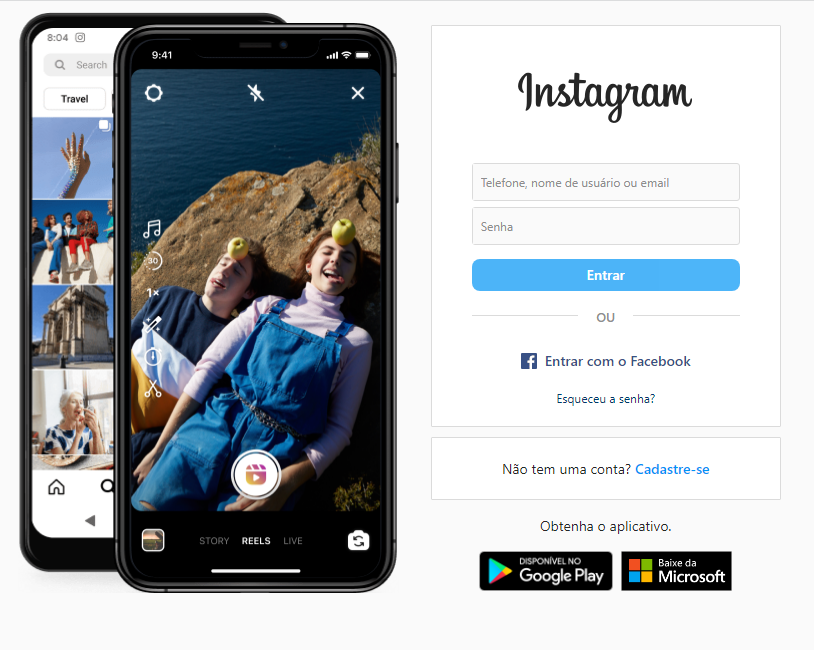 8:04
Search
Travel
9:41
30
1×
STORY REELS LIVE
Instagram
Telefone, nome de usuário ou email
Senha
Entrar
OU
Entrar com o Facebook
Esqueceu a senha?
Não tem uma conta? Cadastre-se
Obtenha o aplicativo.
DISPONÍVEL NO
Google Play
Baixe da
Microsoft